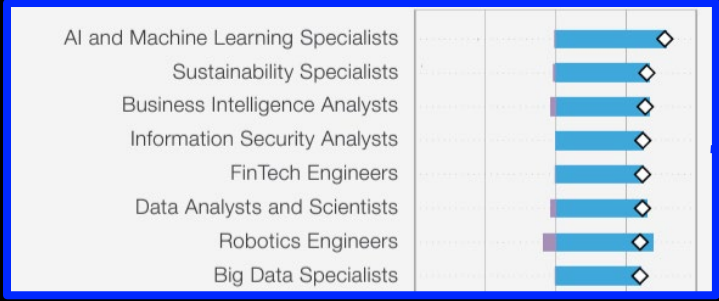 AI and Machine Learning Specialists
Sustainability Specialists
Business Intelligence Analysts
Information Security Analysts
FinTech Engineers
Data Analysts and Scientists
Robotics Engineers
Big Data Specialists